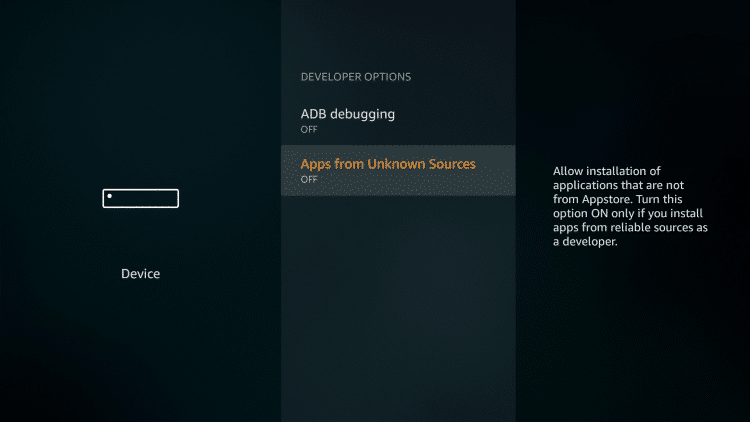 DEVELOPER OPTIONS
ADB debugging
OFF
Apps from Unknown Sources
OFF
Device
Allow installation of
applications that are not
from Appstore. Turn this
option ON only if you install
apps from reliable sources as
a developer.